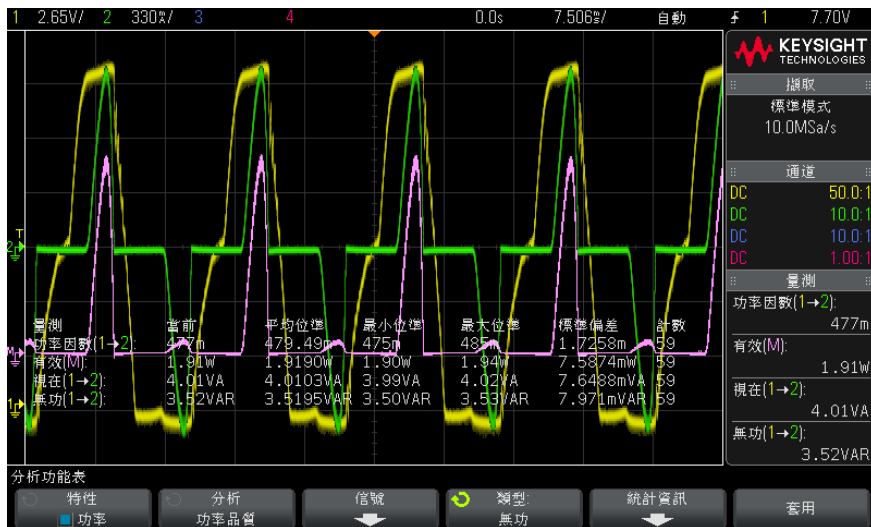 1 2.65V/ 2 330㎷/ 3 4 0.0s 7.506㎳/ 自動 1 7.70V
KEYSIGHT
TECHNOLOGIES
擷取
標準模式
10.0MSa/s
通道
DC 50.0:1
DC 10.0:1
DC 10.0:1
DC 1.00:1
量測
功率因數(1→2):
477m
有效(M):
1.91W
視在(1→2):
4.01VA
無功(1→2):
3.52VAR
T
2
M
1
量測 當前 平均位準 最小位準 最大位準 標準偏差 計數
功率因數(1→2): 477m 479.49m 475m 485m 1.7258m 59
有效(M): 1.91W 1.9190W 1.90W 1.94W 7.5874mW 59
視在(1→2): 4.01VA 4.0103VA 3.99VA 4.02VA 7.6488mVA 59
無功(1→2): 3.52VAR 3.5195VAR 3.50VAR 3.53VAR 7.971mVAR 59
分析功能表
特性 分析 信號 類型: 統計資訊 套用
功率 功率品質 無功